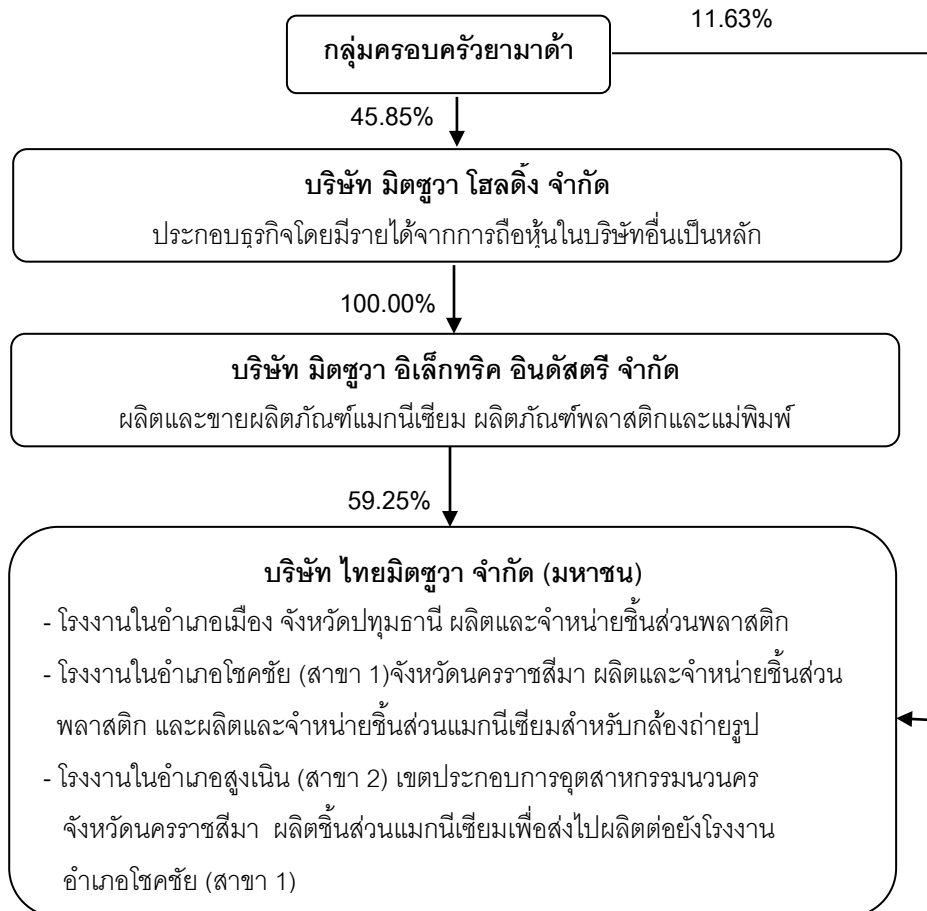 11.63%
กลุ่มครอบครัวยามาด้า
45.85%
บริษัท มิตซูวา โฮลดิ้ง จำกัด
ประกอบธุรกิจโดยมีรายได้จากการถือหุ้นในบริษัทอื่นเป็นหลัก
100.00%
บริษัท มิตซูวา อิเล็กทริค อินดัสตรี จำกัด
ผลิตและขายผลิตภัณฑ์แมกนีเซียม ผลิตภัณฑ์พลาสติกและแม่พิมพ์
59.25%
บริษัท ไทยมิตซูวา จำกัด (มหาชน)
- โรงงานในอำเภอเมือง จังหวัดปทุมธานี ผลิตและจำหน่ายชิ้นส่วนพลาสติก
- โรงงานในอำเภอโชคชัย (สาขา 1)จังหวัดนครราชสีมา ผลิตและจำหน่ายชิ้นส่วน
พลาสติก และผลิตและจำหน่ายชิ้นส่วนแมกนีเซียมสำหรับกล้องถ่ายรูป
- โรงงานในอำเภอสูงเนิน (สาขา 2) เขตประกอบการอุตสาหกรรมนวนคร
จังหวัดนครราชสีมา ผลิตชิ้นส่วนแมกนีเซียมเพื่อส่งไปผลิตต่อยังโรงงาน
อำเภอโชคชัย (สาขา 1)